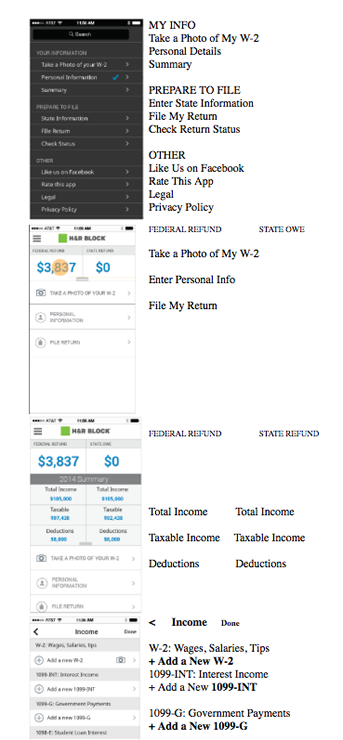 AT&T 11:06 AM
Search
YOUR INFORMATION
Take a Photo of your W-2
Personal Information
Summary
PREPARE TO FILE
State Information
File Return
Check Status
OTHER
Like us on Facebook
Rate this app
Legal
Privacy Policy
MY INFO
Take a Photo of My W-2
Personal Details
Summary
PREPARE TO FILE
Enter State Information
File My Return
Check Return Status
OTHER
Like Us on Facebook
Rate This App
Legal
Privacy Policy
AT&T 11:08 AM
H&R BLOCK
FEDERAL REFUND STATE REFUND
$3,837 $0
TAKE A PHOTO OF YOUR W-2
PERSONAL
INFORMATION
FILE RETURN
FEDERAL REFUND STATE OWE
Take a Photo of My W-2
Enter Personal Info
File My Return
AT&T 11:08 AM
H&R BLOCK
FEDERAL REFUND STATE OWE
$3,837 $0
2014 Summary
Total Income Total Income
$105,000 $105,000
Taxable Taxable
$97,428 $92,428
Deductions Deductions
$8,000 $8,000
TAKE A PHOTO OF YOUR W-2
PERSONAL
INFORMATION
FILE RETURN
FEDERAL REFUND STATE REFUND
Total Income Total Income
Taxable Income Taxable Income
Deductions Deductions
AT&T 11:08 AM
< Income Done
W-2: Wages, Salaries, tips
Add a new W-2
1099-INT: Interest Income
Add a new 1099-INT
1099-G: Government Payments
Add a new 1099-G
1098-E: Student Loan Interest
< Income Done
W-2: Wages, Salaries, Tips
+ Add a New W-2
1099-INT: Interest Income
+ Add a New 1099-INT
1099-G: Government Payments
+ Add a New 1099-G